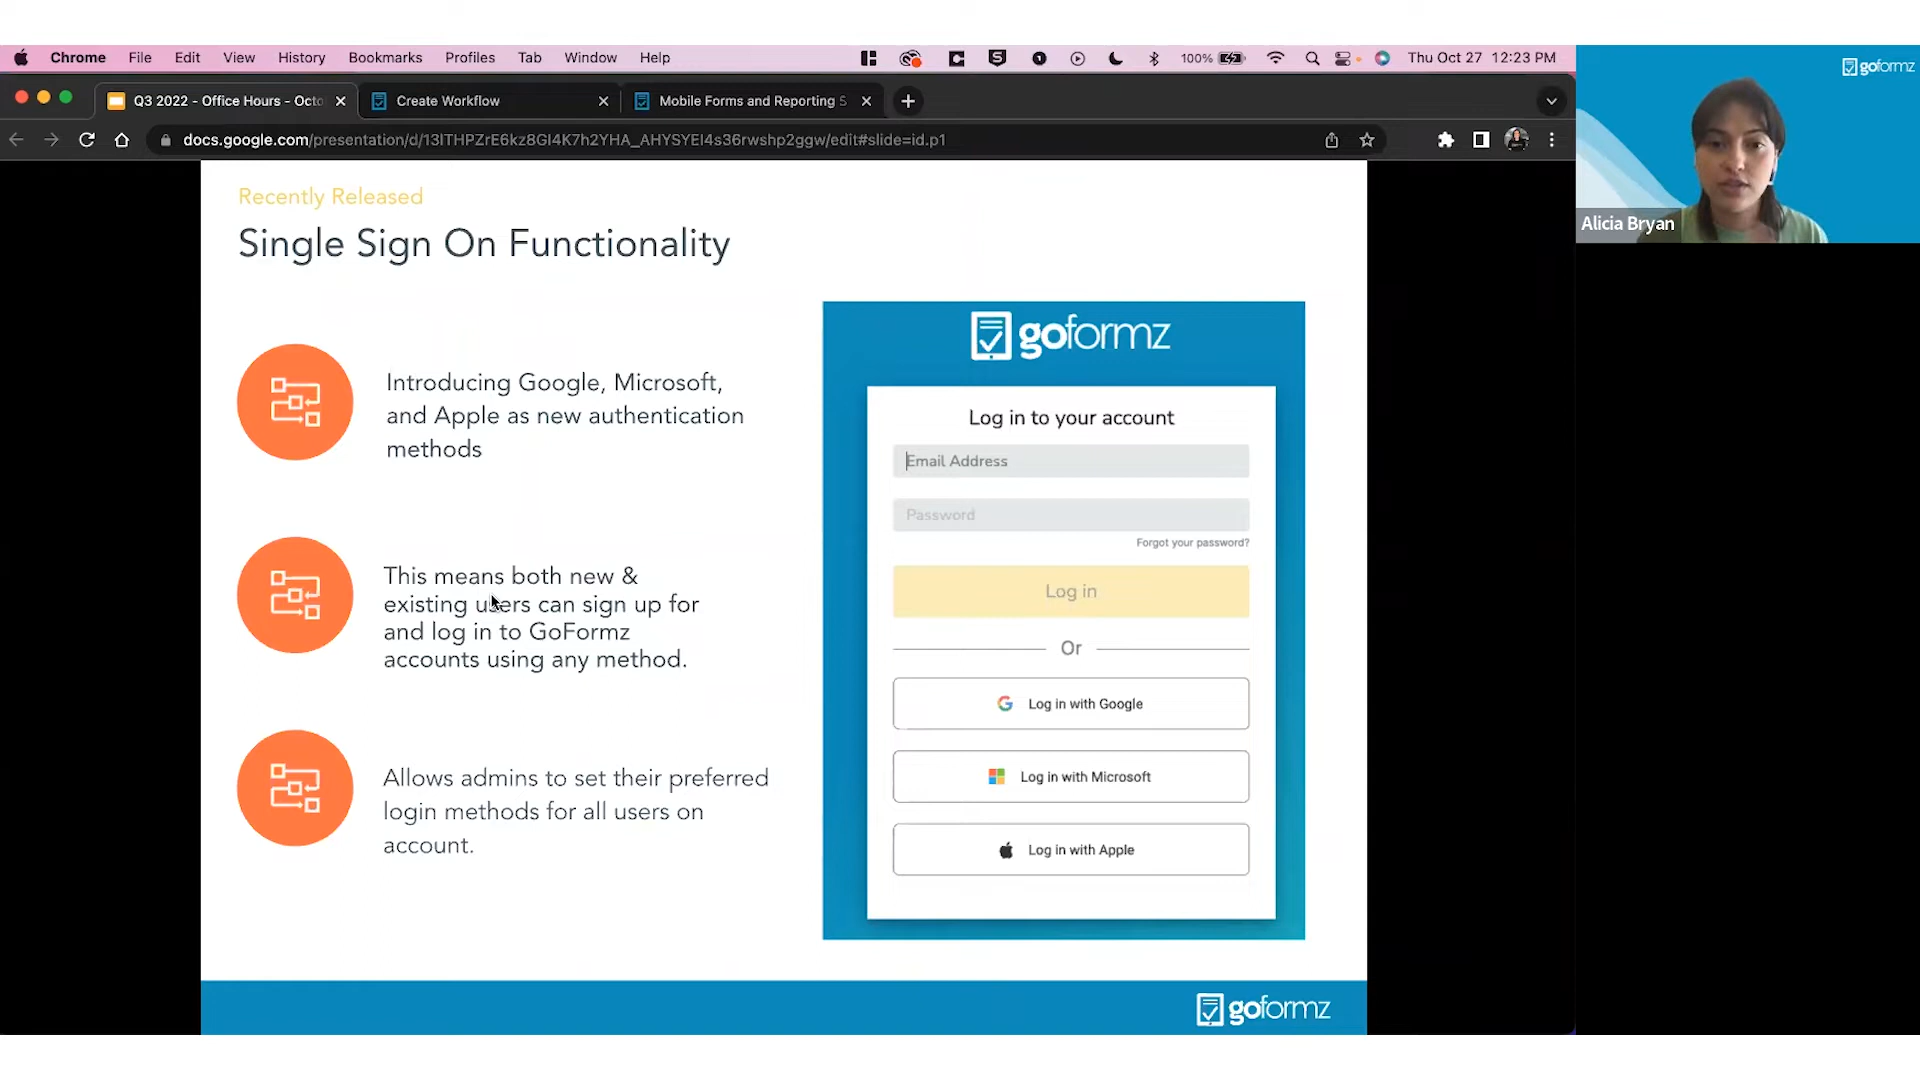 Chrome File Edit View History Bookmarks Profiles Tab Window Help 100% Thu Oct 27 12:23 PM
Q3 2022 - Office Hours - Octo Create Workflow Mobile Forms and Reporting S
docs.google.com/presentation/d/13lTHPZrE6kz8Gl4K7h2YHA_AHYSYEl4s36rwshp2ggw/edit#slide=id.p1
goformz
Alicia Bryan
Recently Released
Single Sign On Functionality
Introducing Google, Microsoft,
and Apple as new authentication
methods
This means both new &
existing users can sign up for
and log in to GoFormz
accounts using any method.
Allows admins to set their preferred
login methods for all users on
account.
goformz
Log in to your account
Email Address
Password
Forgot your password?
Log in
Or
Log in with Google
Log in with Microsoft
Log in with Apple
goformz